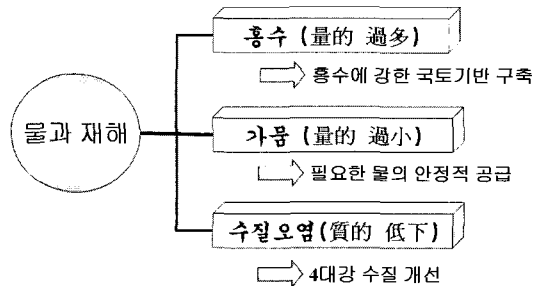 홍수 (量的 過多)
홍수에 강한 국토기반 구축
물과 재해
가뭄 (量的 過小)
필요한 물의 안정적 공급
수질오염(質的 低下)
4대강 수질 개선